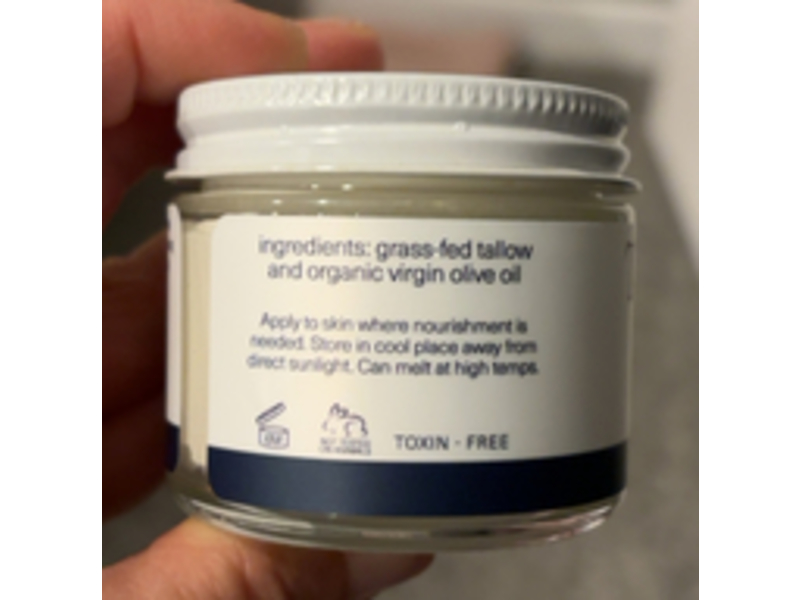 ingredients: grass-fed tallow
and organic virgin olive oil
Apply to skin where nourishment is
needed. Store in cool place away from
direct sunlight. Can melt at high temps.
TOXIN - FREE